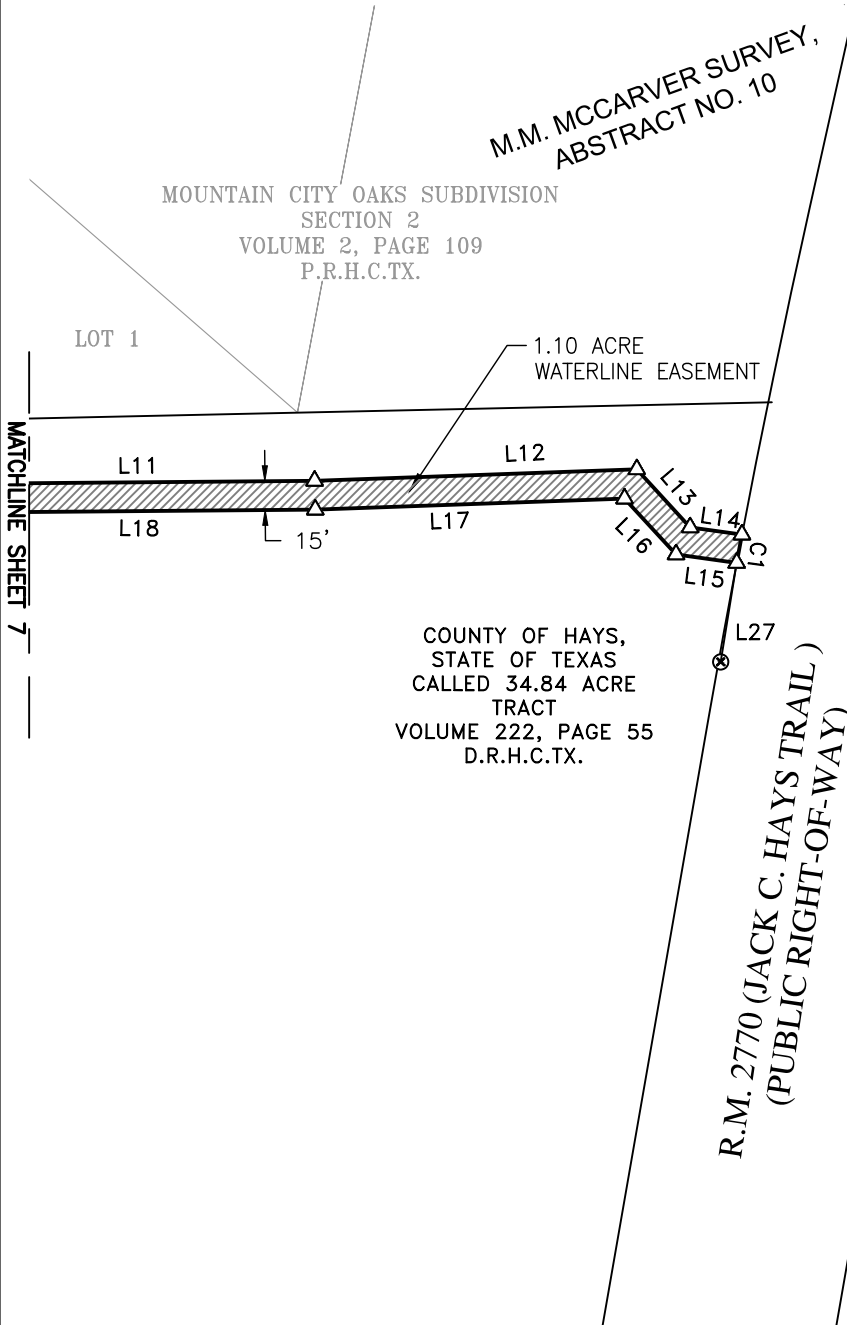 M.M. MCCARVER SURVEY,
ABSTRACT NO. 10
MOUNTAIN CITY OAKS SUBDIVISION
SECTION 2
VOLUME 2, PAGE 109
P.R.H.C.TX.
LOT 1
1.10 ACRE
WATERLINE EASEMENT
MATCHLINE SHEET 7
L11
L12
L13
L14
C1
L18
15'
L17
L16
L15
L27
COUNTY OF HAYS,
STATE OF TEXAS
CALLED 34.84 ACRE
TRACT
VOLUME 222, PAGE 55
D.R.H.C.TX.
R.M. 2770 (JACK C. HAYS TRAIL )
(PUBLIC RIGHT-OF-WAY)